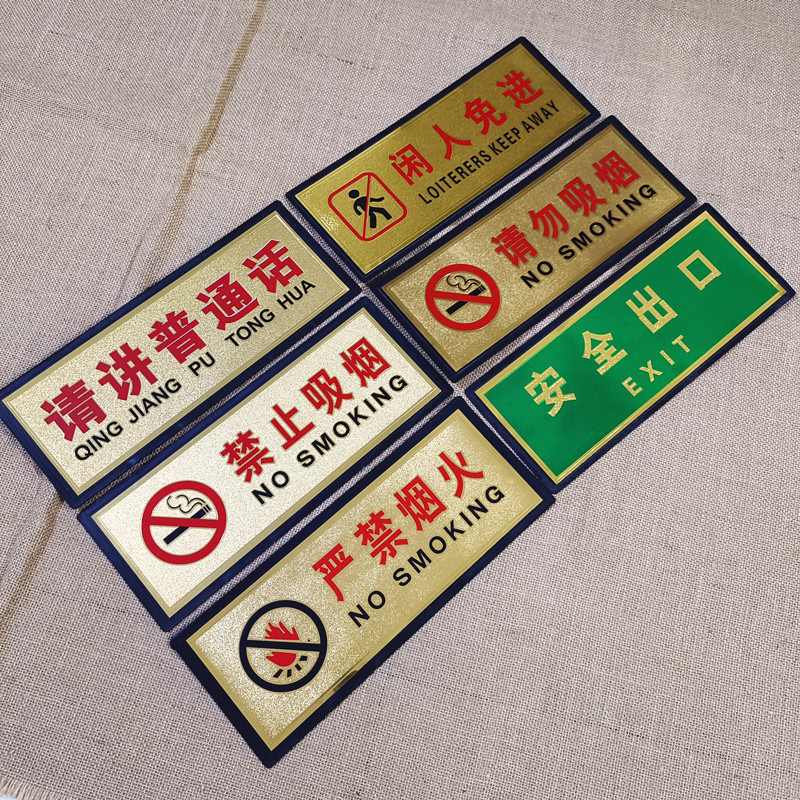 请讲普通话
QING JIANG PU TONG HUA
禁止吸烟
NO SMOKING
严禁烟火
NO SMOKING
闲人免进
LOITERERS KEEP AWAY
请勿吸烟
NO SMOKING
安全出口
EXIT